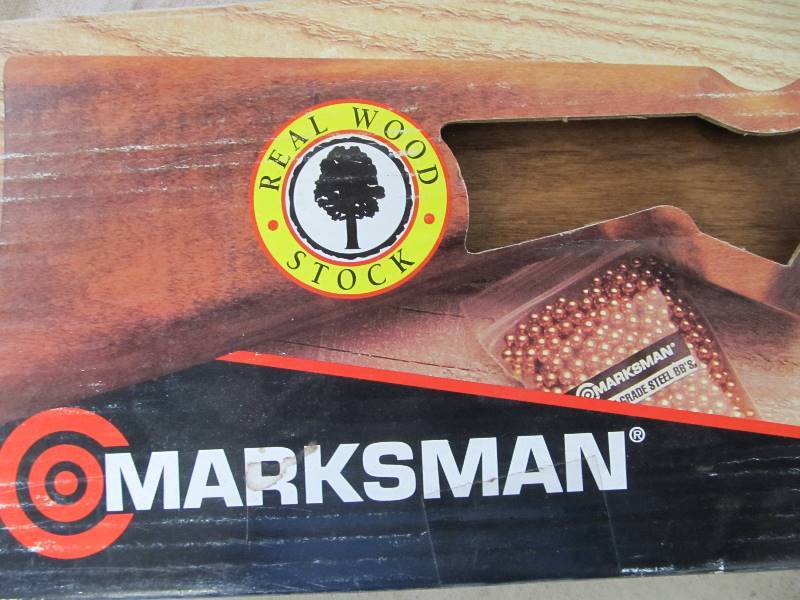 REAL WOOD
STOCK
MARKSMAN®
GRADE STEEL BB'S
MARKSMAN®